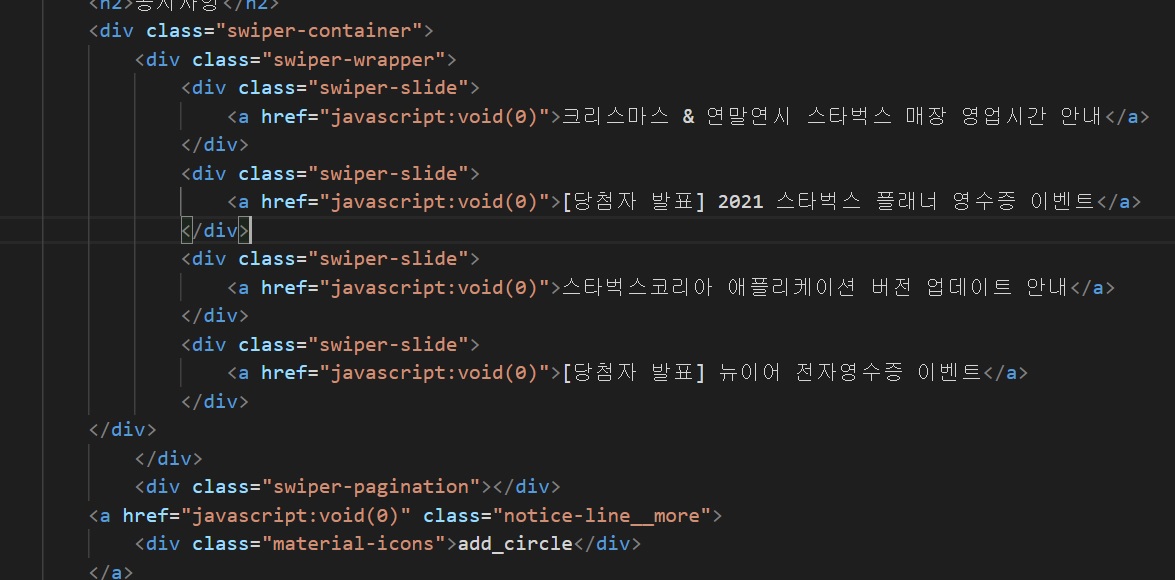 <h2>공지사항</h2>
<div class="swiper-container">
<div class="swiper-wrapper">
<div class="swiper-slide">
<a href="javascript:void(0)">크리스마스 & 연말연시 스타벅스 매장 영업시간 안내</a>
</div>
<div class="swiper-slide">
<a href="javascript:void(0)">[당첨자 발표] 2021 스타벅스 플래너 영수증 이벤트</a>
</div>
<div class="swiper-slide">
<a href="javascript:void(0)">스타벅스코리아 애플리케이션 버전 업데이트 안내</a>
</div>
<div class="swiper-slide">
<a href="javascript:void(0)">[당첨자 발표] 뉴이어 전자영수증 이벤트</a>
</div>
</div>
</div>
<div class="swiper-pagination"></div>
<a href="javascript:void(0)" class="notice-line__more">
<div class="material-icons">add_circle</div>
</a>